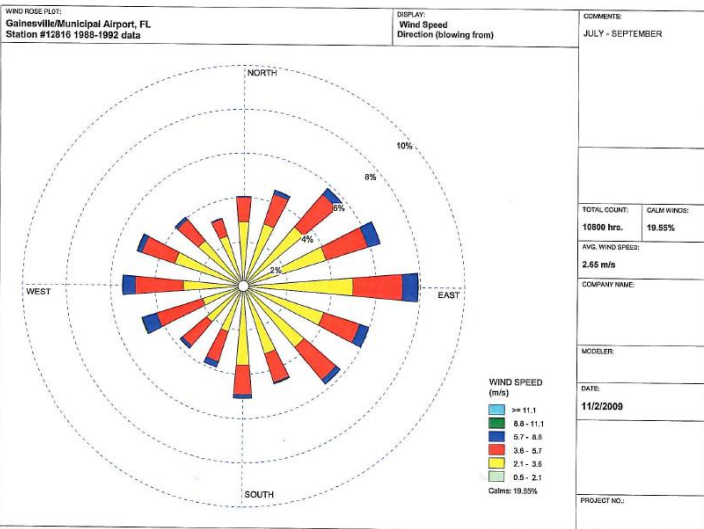 WIND ROSE PLOT:
Gainesville/Municipal Airport, FL
Station #12816 1988-1992 data
DISPLAY:
Wind Speed
Direction (blowing from)
COMMENTS:
JULY - SEPTEMBER
NORTH
10%
8%
6%
4%
2%
WEST
EAST
SOUTH
WIND SPEED
(m/s)
>= 11.1
8.8 - 11.1
5.7 - 8.8
3.6 - 5.7
2.1 - 3.6
0.5 - 2.1
Calms: 19.55%
TOTAL COUNT:
10800 hrs.
CALM WINDS:
19.55%
AVG. WIND SPEED:
2.65 m/s
COMPANY NAME:
MODELER:
DATE:
11/2/2009
PROJECT NO.: